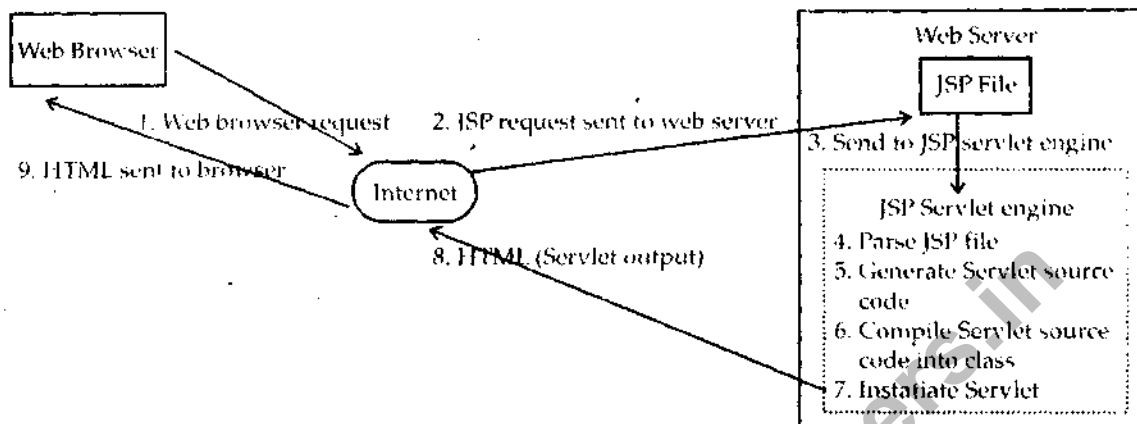 Web Browser
Web Server
JSP File
1. Web browser request
2. JSP request sent to web server
3. Send to JSP servlet engine
9. HTML sent to browser
Internet
JSP Servlet engine
4. Parse JSP file
5. Generate Servlet source
code
6. Compile Servlet source
code into class
7. Instatiate Servlet
8. HTML (Servlet output)
ers.in